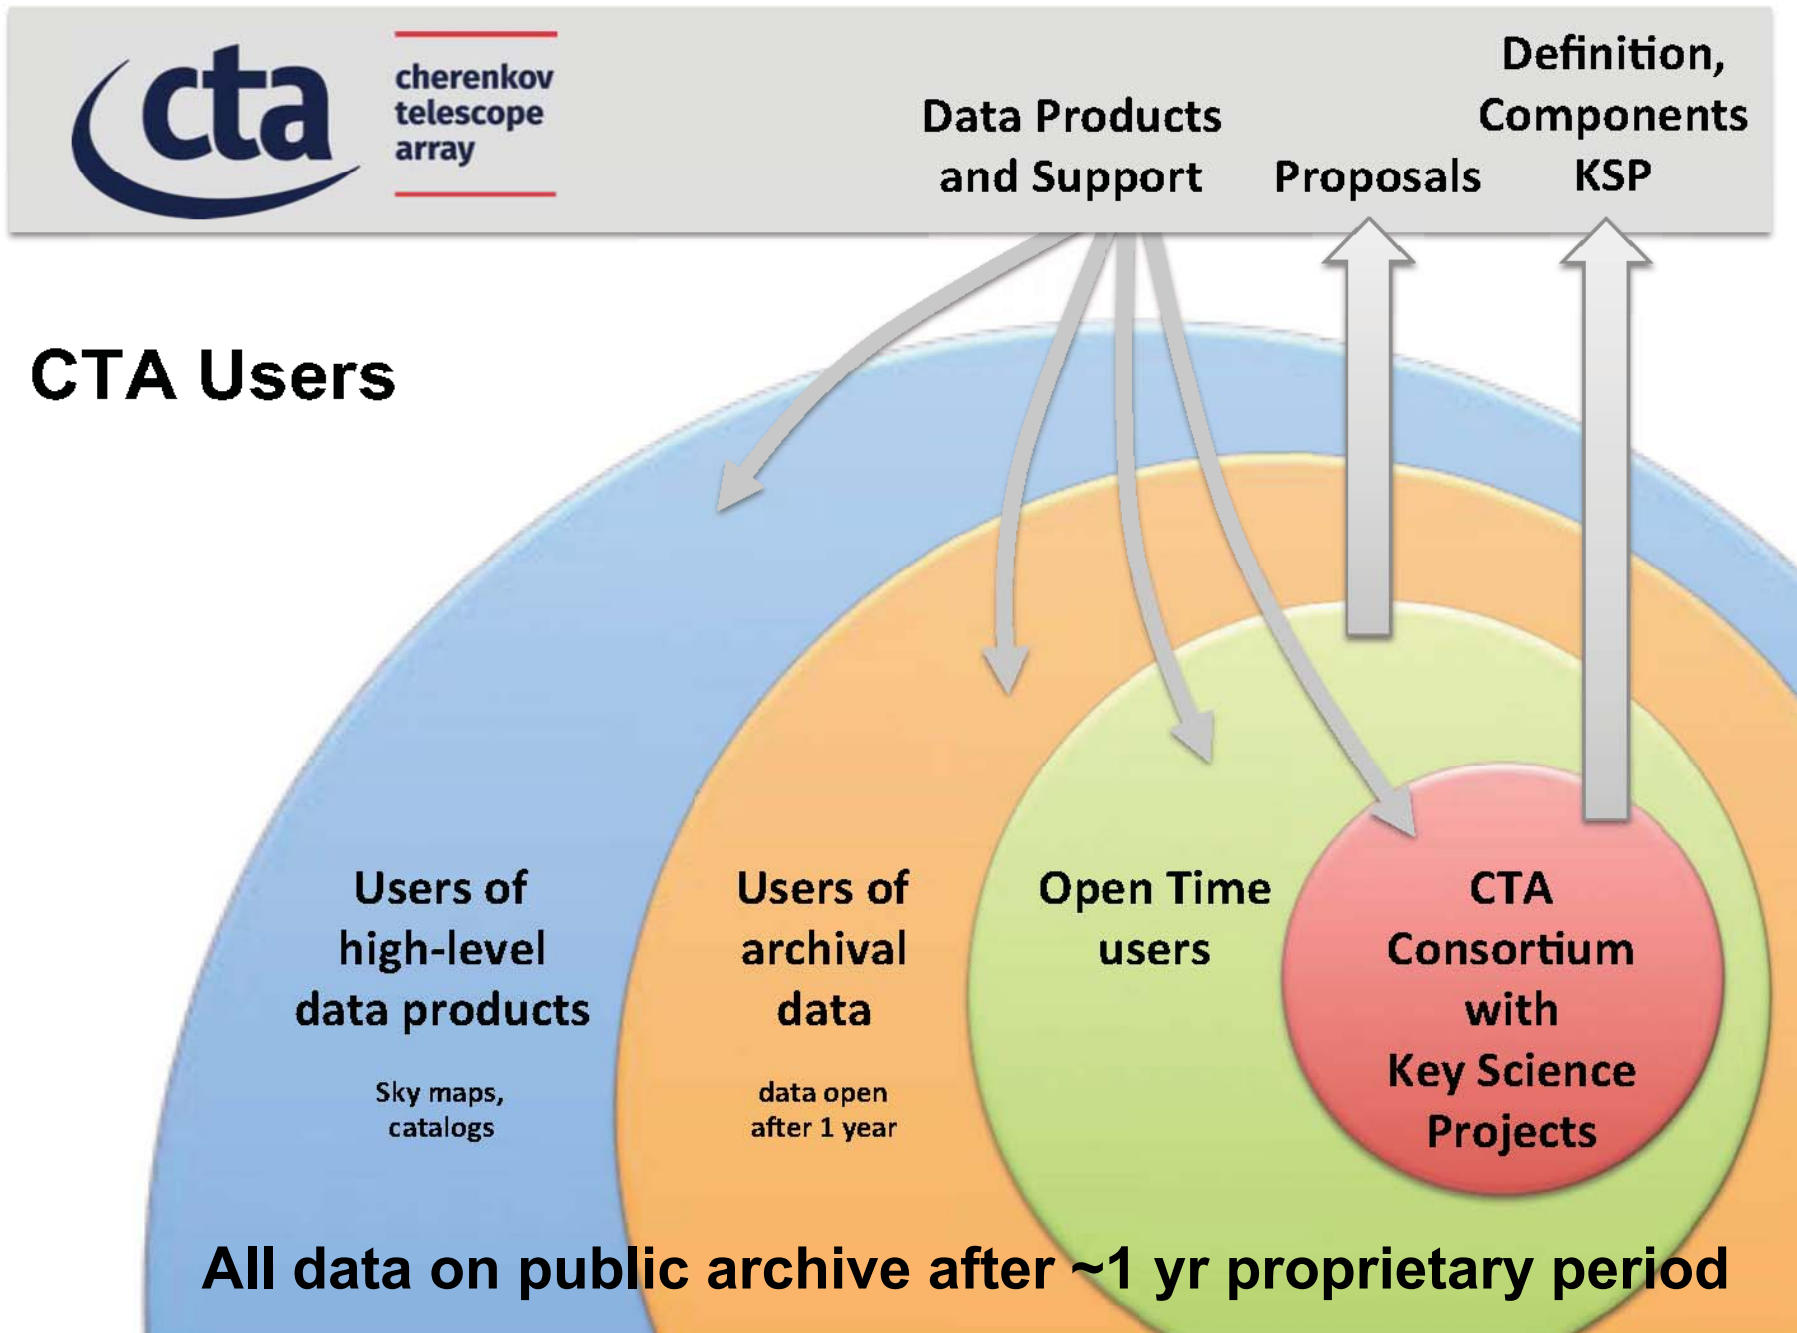 cta
cherenkov
telescope
array
Data Products
and Support
Proposals
Definition,
Components
KSP
CTA Users
Users of
high-level
data products
Sky maps,
catalogs
Users of
archival
data
data open
after 1 year
Open Time
users
CTA
Consortium
with
Key Science
Projects
All data on public archive after ~1 yr proprietary period